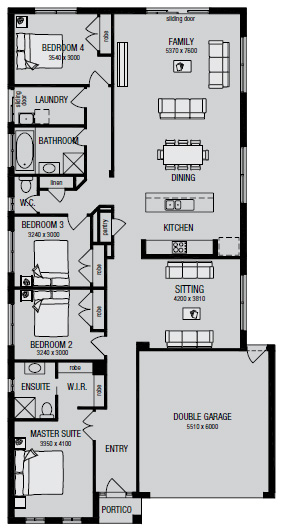 sliding door
BEDROOM 4
3540 x 3000
robe
FAMILY
5370 x 7600
sliding
door
LAUNDRY
BATHROOM
DINING
linen
W.C.
KITCHEN
pantry
BEDROOM 3
3240 x 3000
robe
SITTING
4200 x 3810
robe
BEDROOM 2
3240 x 3000
robe
ENSUITE
W.I.R.
robe
DOUBLE GARAGE
5510 x 6000
MASTER SUITE
3350 x 4100
ENTRY
PORTICO